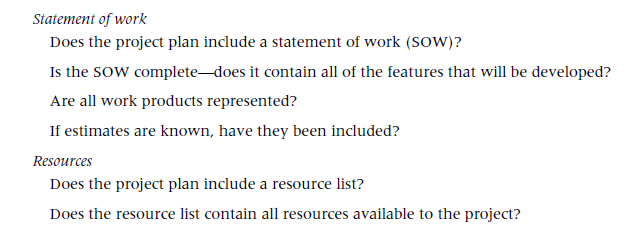 Statement of work
Does the project plan include a statement of work (SOW)?
Is the SOW complete—does it contain all of the features that will be developed?
Are all work products represented?
If estimates are known, have they been included?
Resources
Does the project plan include a resource list?
Does the resource list contain all resources available to the project?